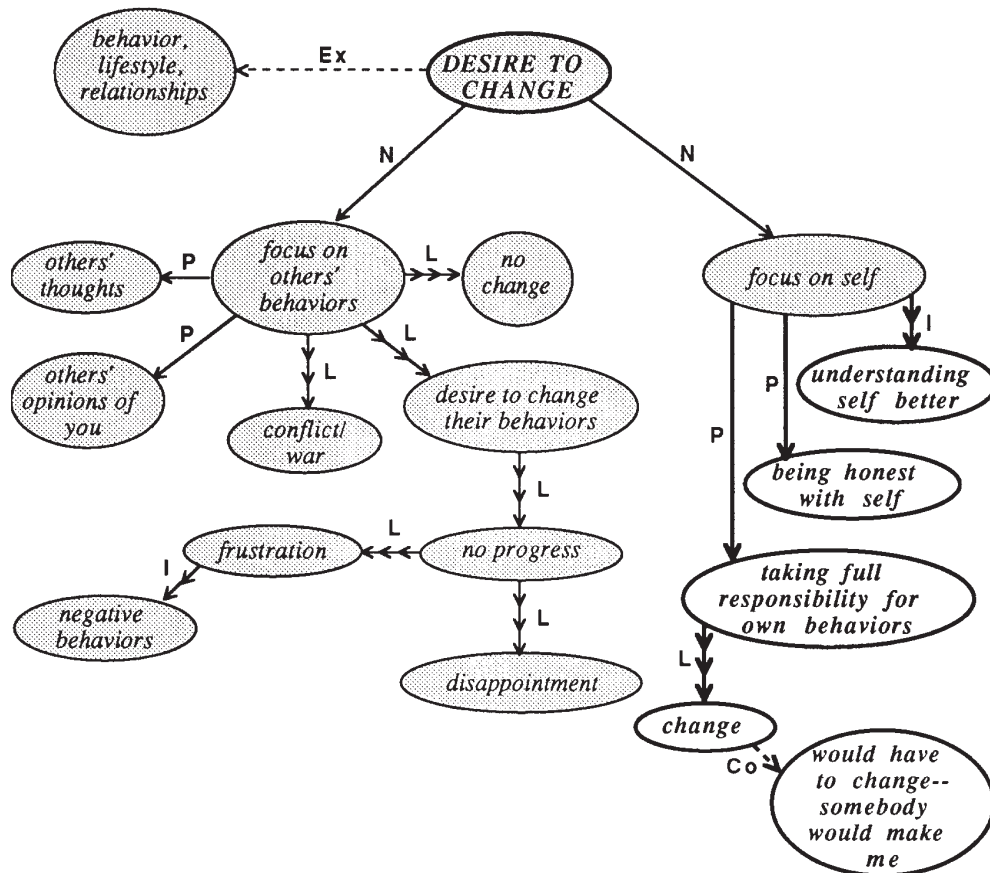 behavior,
lifestyle,
relationships
Ex
DESIRE TO
CHANGE
N
N
others'
thoughts
P
focus on
others'
behaviors
L
no
change
focus on self
P
others'
opinions of
you
L
conflict/
war
L
desire to change
their behaviors
I
understanding
self better
P
being honest
with self
P
L
frustration
L
no progress
I
negative
behaviors
L
disappointment
taking full
responsibility for
own behaviors
L
change
Co
would have
to change--
somebody
would make
me